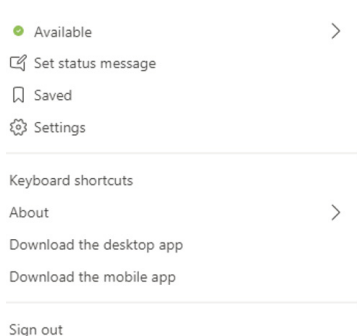 Available
Set status message
Saved
Settings
Keyboard shortcuts
About
Download the desktop app
Download the mobile app
Sign out